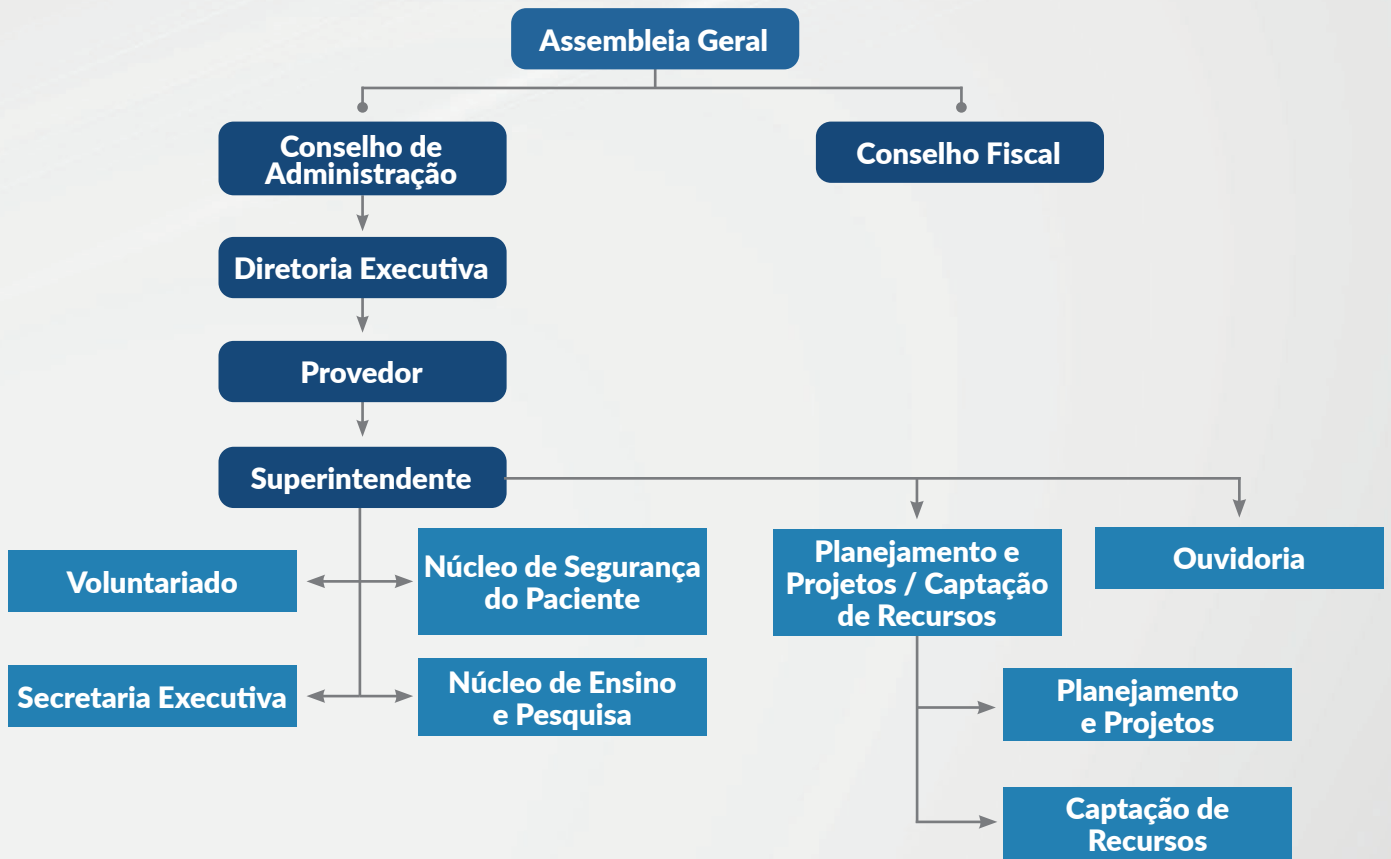 Assembleia Geral
Conselho de
Administração
Conselho Fiscal
Diretoria Executiva
Provedor
Superintendente
Voluntariado
Núcleo de Segurança
do Paciente
Planejamento e
Projetos / Captação
de Recursos
Ouvidoria
Secretaria Executiva
Núcleo de Ensino
e Pesquisa
Planejamento
e Projetos
Captação de
Recursos